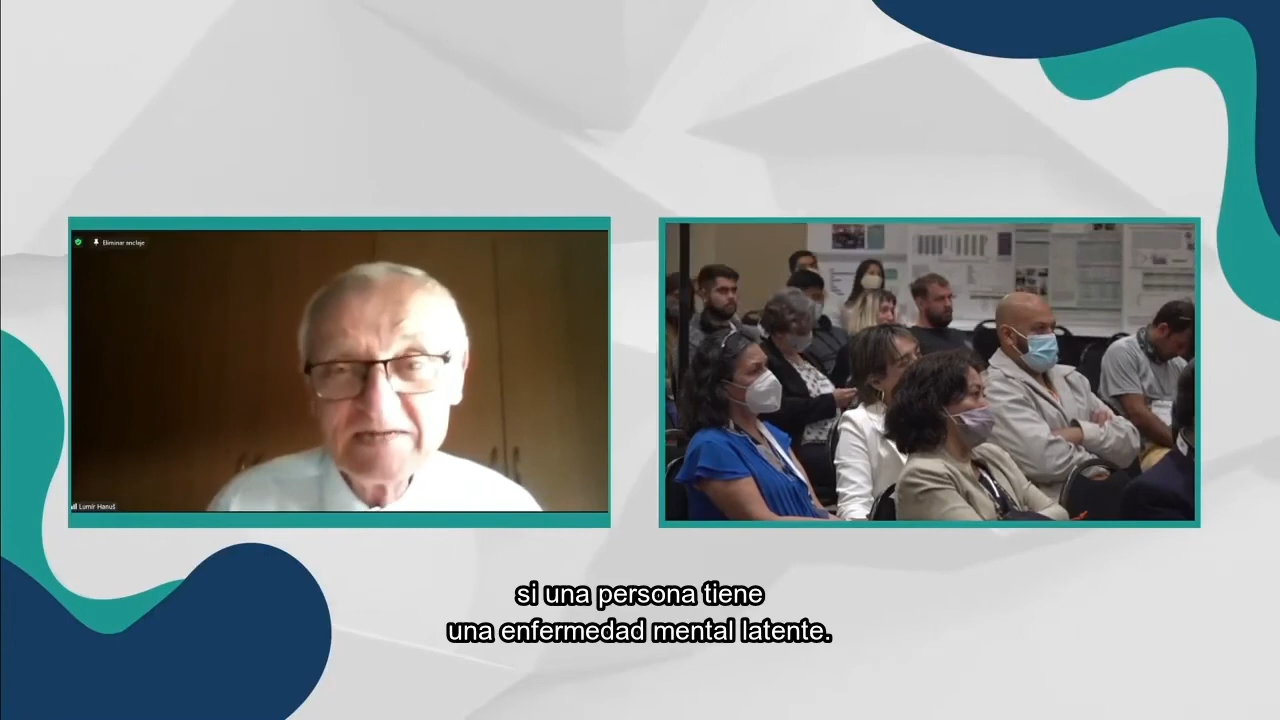 Eliminar anclaje
Lumír Hanuš
si una persona tiene
una enfermedad mental latente.